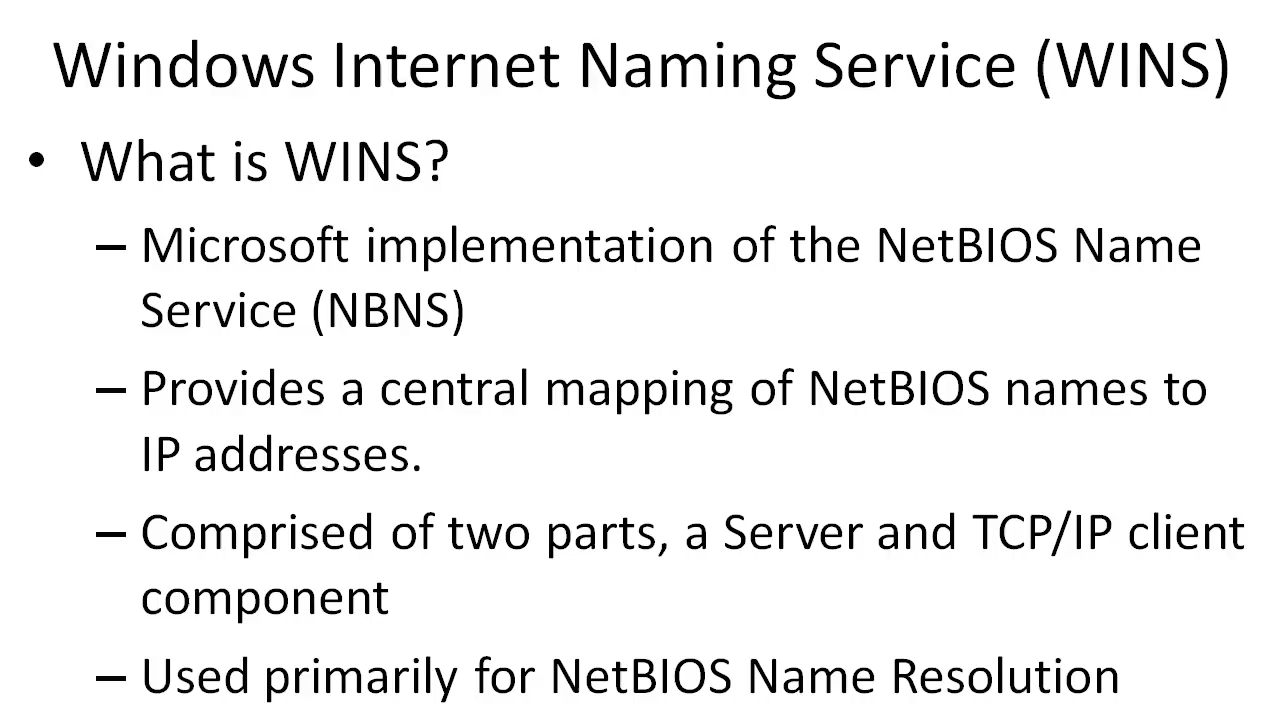 Windows Internet Naming Service (WINS)
• What is WINS?
– Microsoft implementation of the NetBIOS Name
Service (NBNS)
– Provides a central mapping of NetBIOS names to
IP addresses.
– Comprised of two parts, a Server and TCP/IP client
component
– Used primarily for NetBIOS Name Resolution